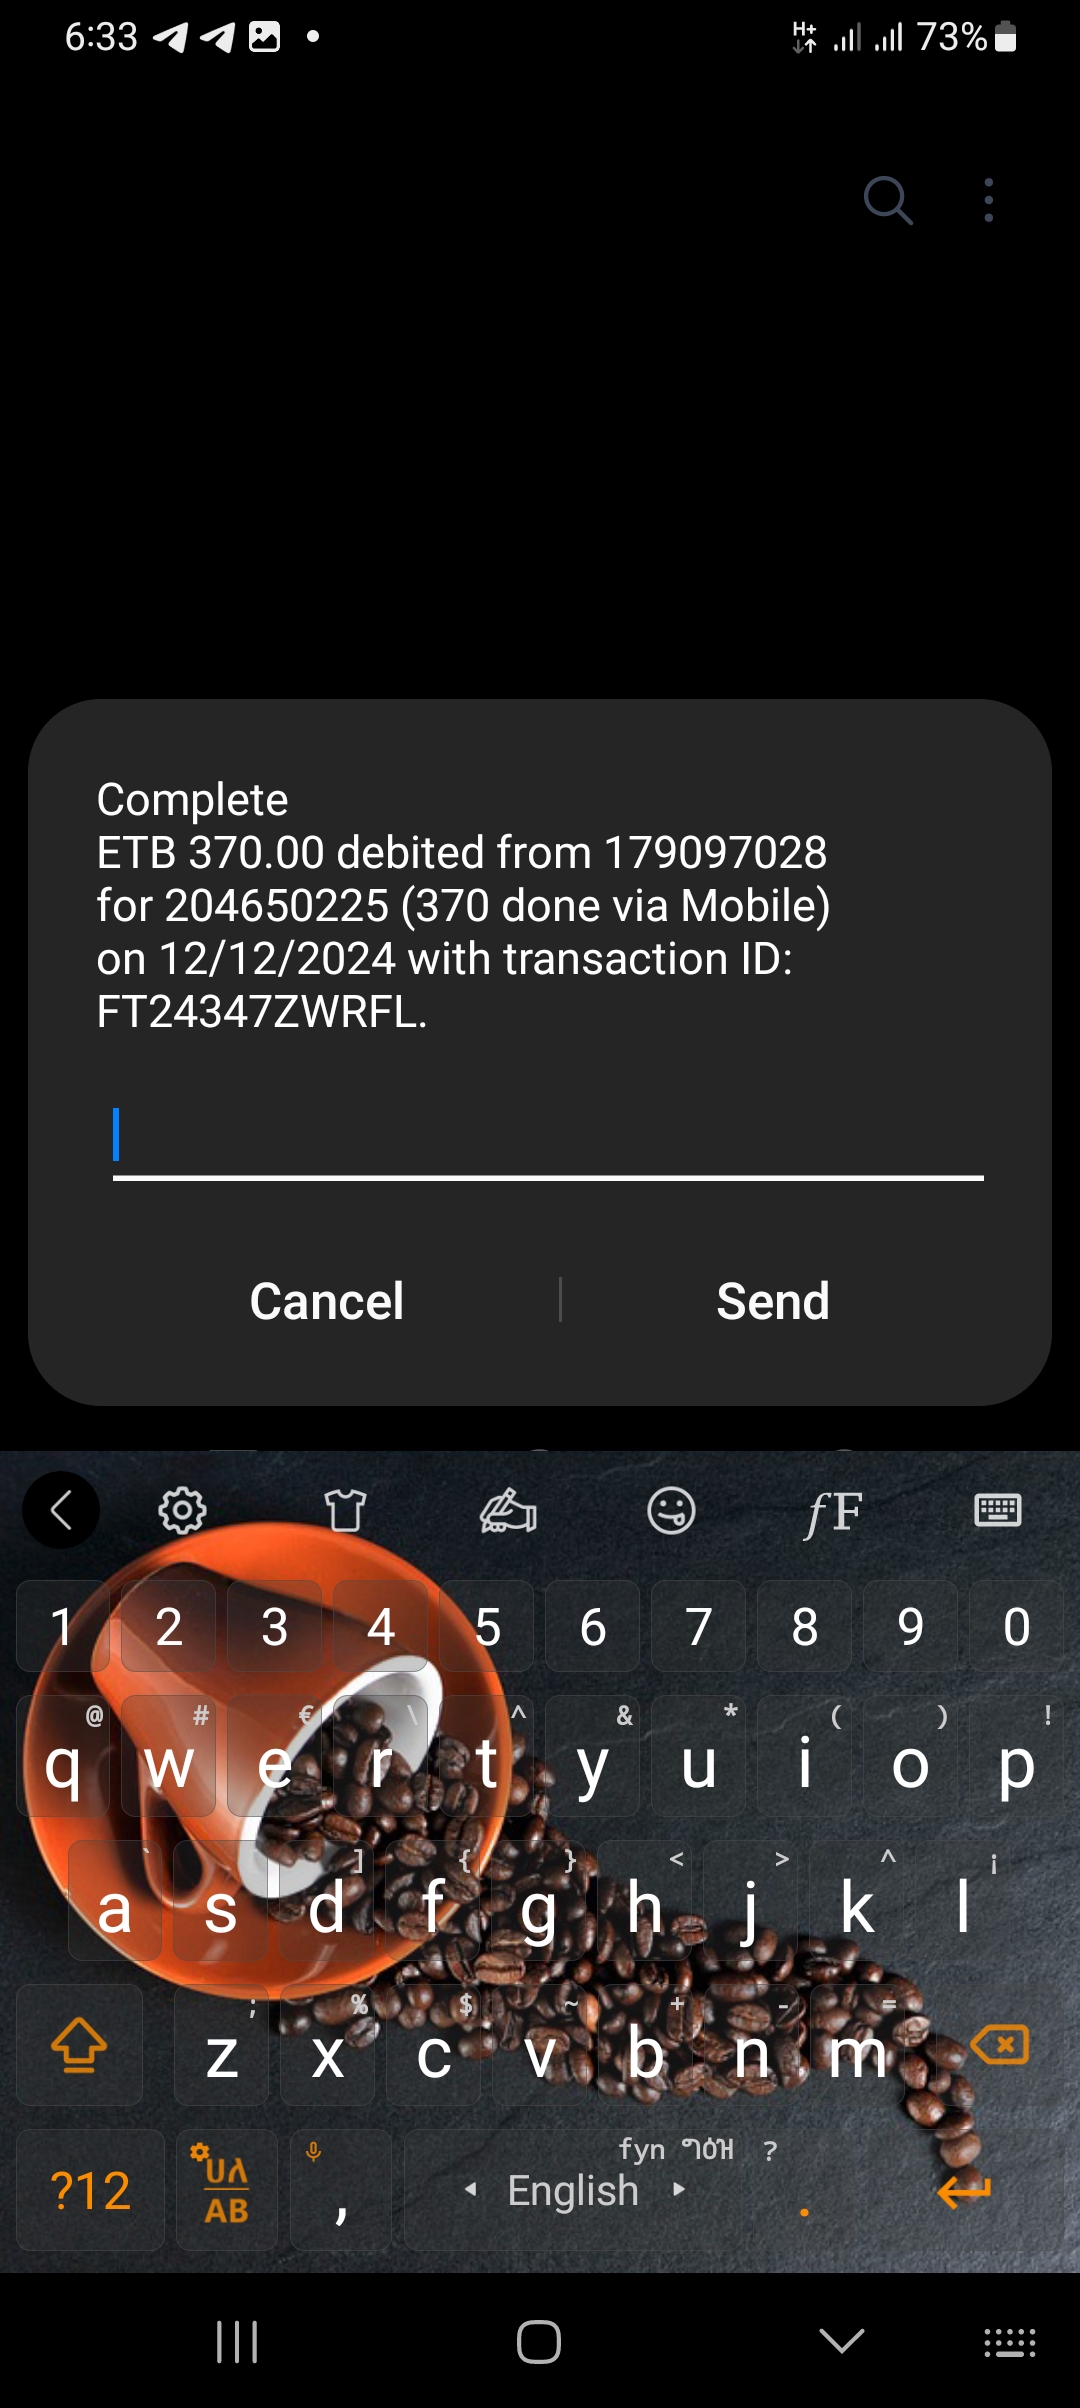 6:33 H+ 73%
Complete
ETB 370.00 debited from 179097028
for 204650225 (370 done via Mobile)
on 12/12/2024 with transaction ID:
FT24347ZWRFL.
Cancel Send
fF
1 2 3 4 5 6 7 8 9 0
@ # € \ ^ & * ( ) !
q w e r t y u i o p
` ] { } < > ^ ¡
a s d f g h j k l
; % $ ~ + - =
z x c v b n m
fyn ግዕዝ ?
?12 ሀለ AB , English .